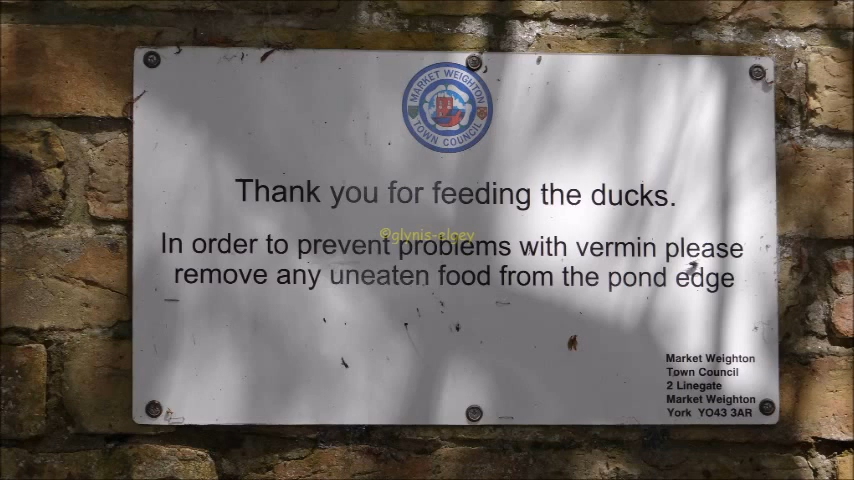 MARKET WEIGHTON
TOWN COUNCIL
Thank you for feeding the ducks.
©glynis-elcey
In order to prevent problems with vermin please
remove any uneaten food from the pond edge
Market Weighton
Town Council
2 Linegate
Market Weighton
York YO43 3AR